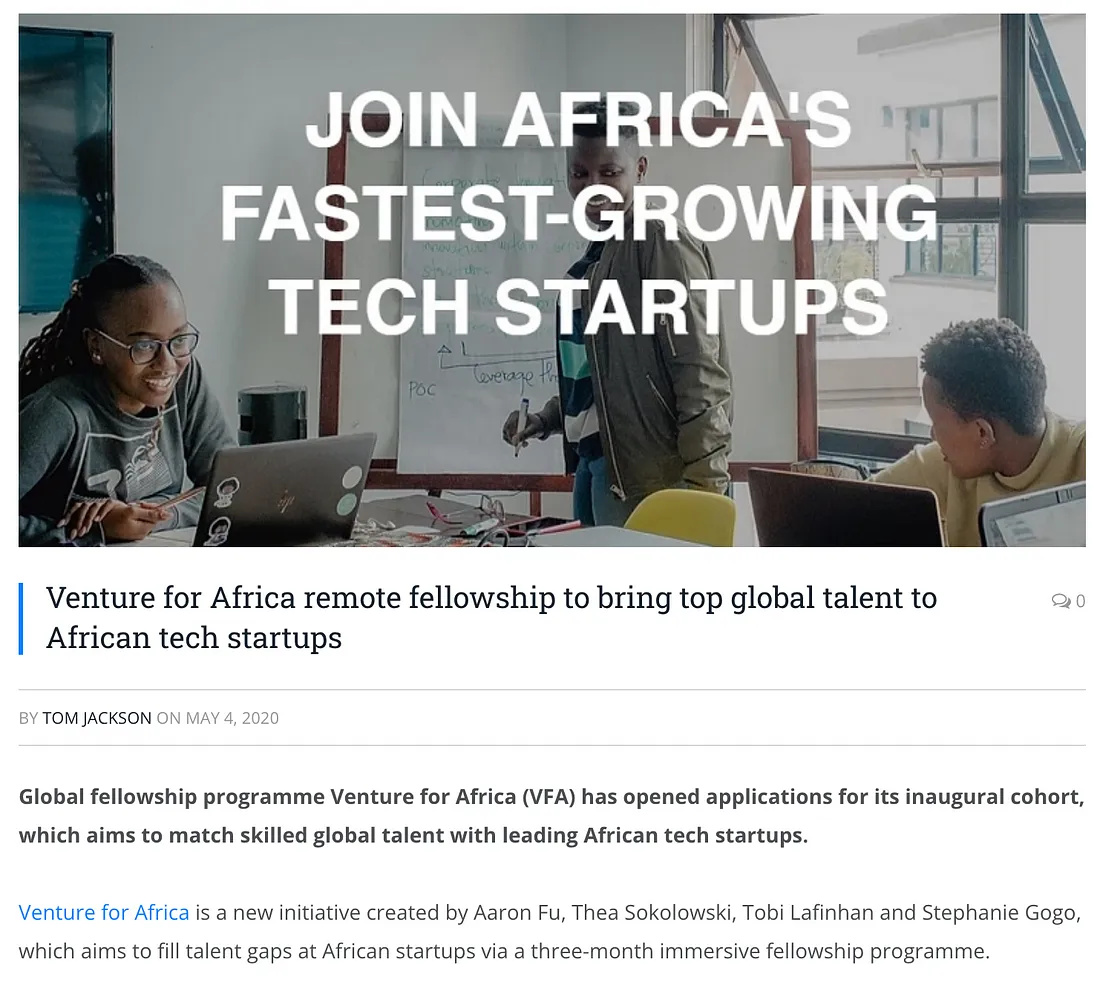 JOIN AFRICA'S
FASTEST-GROWING
TECH STARTUPS
POC
Leverage th
Venture for Africa remote fellowship to bring top global talent to
African tech startups
0
BY TOM JACKSON ON MAY 4, 2020
Global fellowship programme Venture for Africa (VFA) has opened applications for its inaugural cohort,
which aims to match skilled global talent with leading African tech startups.
Venture for Africa is a new initiative created by Aaron Fu, Thea Sokolowski, Tobi Lafinhan and Stephanie Gogo,
which aims to fill talent gaps at African startups via a three-month immersive fellowship programme.